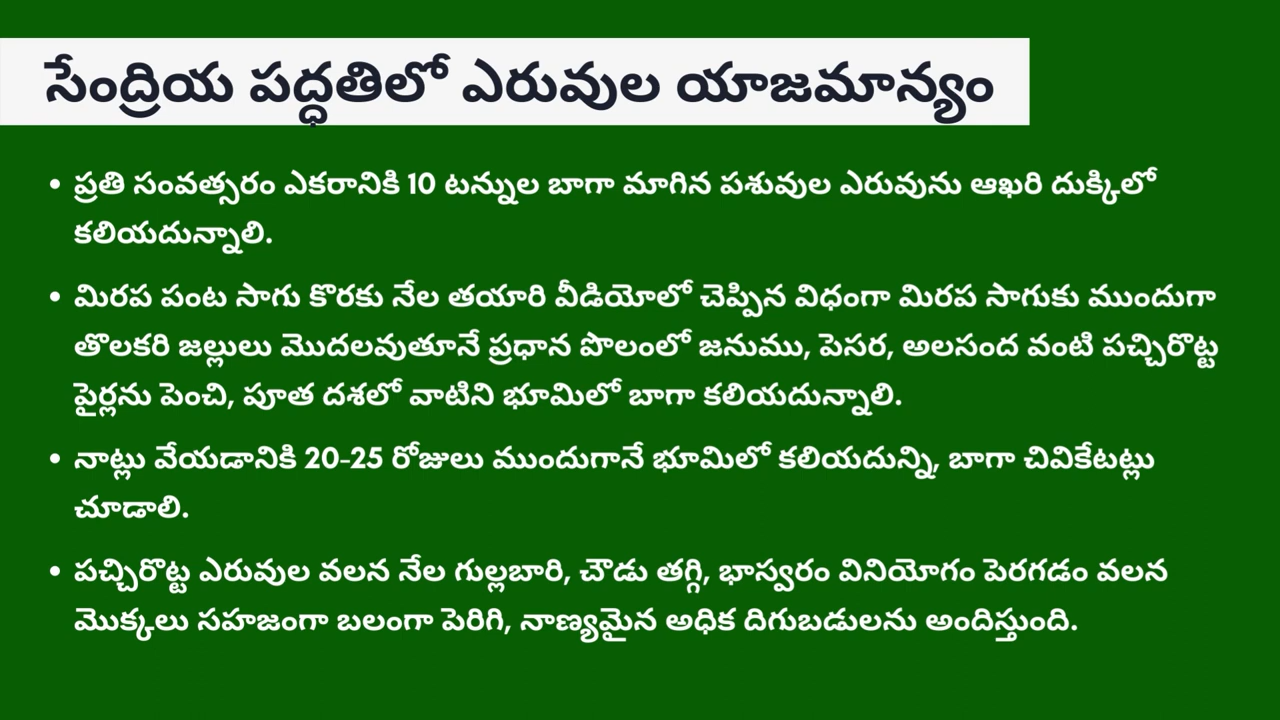 సేంద్రియ పద్ధతిలో ఎరువుల యాజమాన్యం
• ప్రతి సంవత్సరం ఎకరానికి 10 టన్నుల బాగా మాగిన పశువుల ఎరువును ఆఖరి దుక్కిలో
కలియదున్నాలి.
• మిరప పంట సాగు కొరకు నేల తయారి వీడియోలో చెప్పిన విధంగా మిరప సాగుకు ముందుగా
తొలకరి జల్లులు మొదలవుతూనే ప్రధాన పొలంలో జనుము, పెసర, అలసంద వంటి పచ్చిరొట్ట
పైర్లను పెంచి, పూత దశలో వాటిని భూమిలో బాగా కలియదున్నాలి.
• నాట్లు వేయడానికి 20-25 రోజులు ముందుగానే భూమిలో కలియదున్ని, బాగా చివికేటట్లు
చూడాలి.
• పచ్చిరొట్ట ఎరువుల వలన నేల గుల్లబారి, చౌడు తగ్గి, భాస్వరం వినియోగం పెరగడం వలన
మొక్కలు సహజంగా బలంగా పెరిగి, నాణ్యమైన అధిక దిగుబడులను అందిస్తుంది.